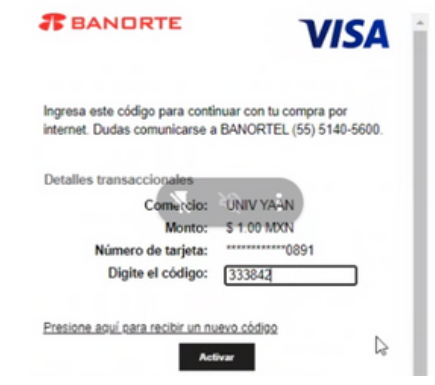 BANORTE
VISA
Ingresa este código para continuar con tu compra por
internet. Dudas comunicarse a BANORTEL (55) 5140-5600.
Detalles transaccionales
Comercio: UNIV YAAN
Monto: $ 1.00 MXN
Número de tarjeta: ************0891
Digite el código: 333842
Presione aquí para recibir un nuevo código
Activar